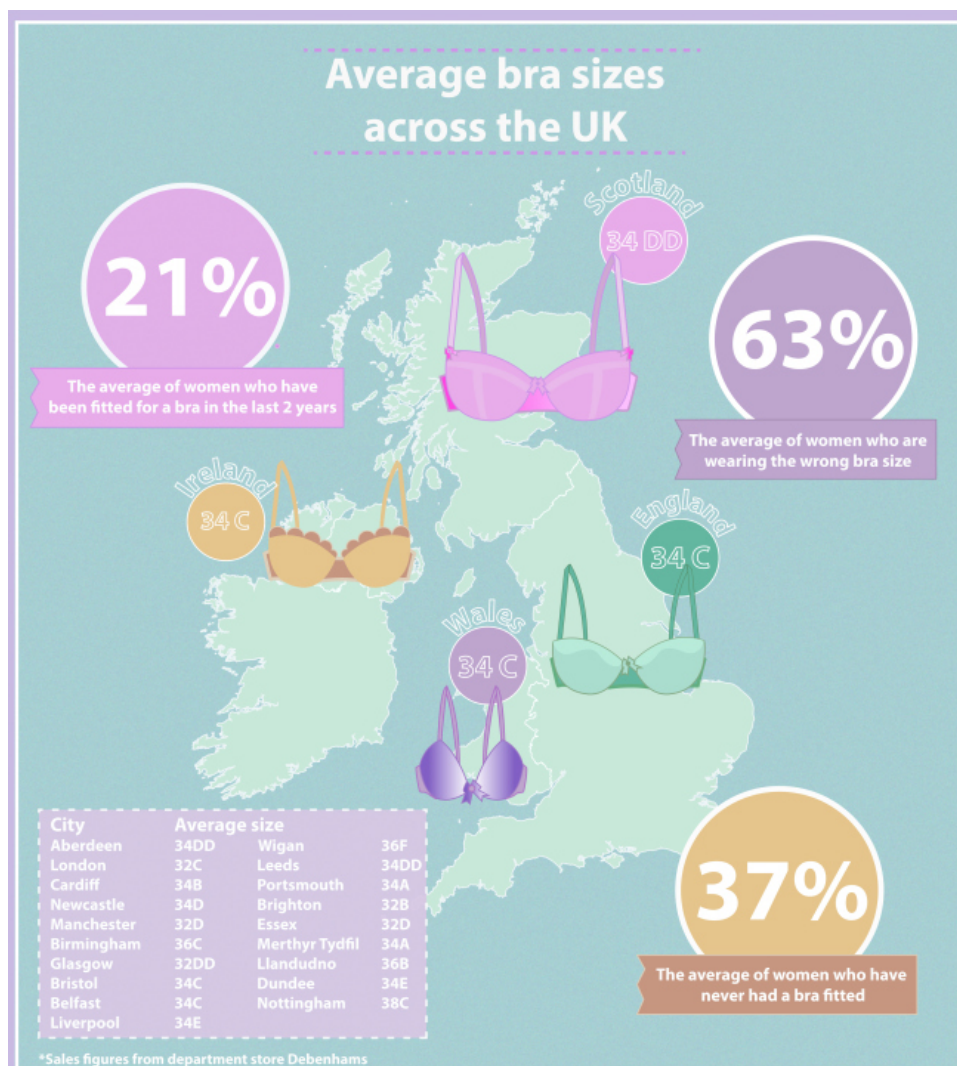 Average bra sizes
across the UK
Scotland
34 DD
21%
The average of women who have
been fitted for a bra in the last 2 years
63%
The average of women who are
wearing the wrong bra size
Ireland
34 C
England
34 C
Wales
34 C
City Average size
Aberdeen 34DD Wigan 36F
London 32C Leeds 34DD
Cardiff 34B Portsmouth 34A
Newcastle 34D Brighton 32B
Manchester 32D Essex 32D
Birmingham 36C Merthyr Tydfil 34A
Glasgow 32DD Llandudno 36B
Bristol 34C Dundee 34E
Belfast 34C Nottingham 38C
Liverpool 34E
37%
The average of women who have
never had a bra fitted
*Sales figures from department store Debenhams